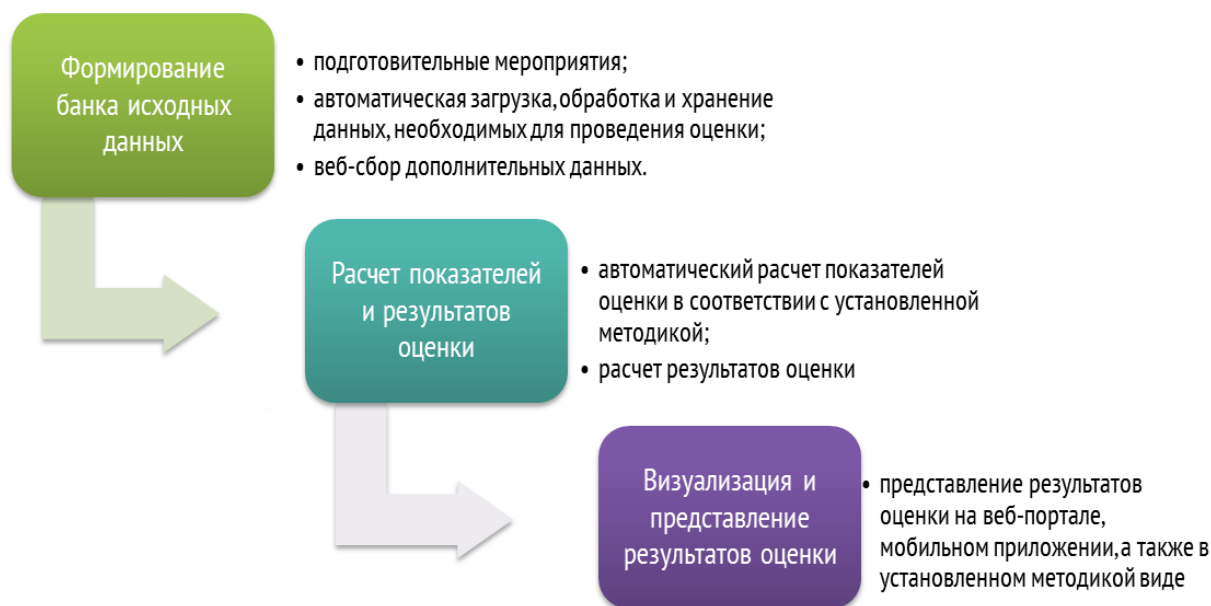 Формирование
банка исходных
данных
• подготовительные мероприятия;
• автоматическая загрузка, обработка и хранение
данных, необходимых для проведения оценки;
• веб-сбор дополнительных данных.
Расчет показателей
и результатов
оценки
• автоматический расчет показателей
оценки в соответствии с установленной
методикой;
• расчет результатов оценки
Визуализация и
представление
результатов оценки
• представление результатов
оценки на веб-портале,
мобильном приложении, а также в
установленном методикой виде